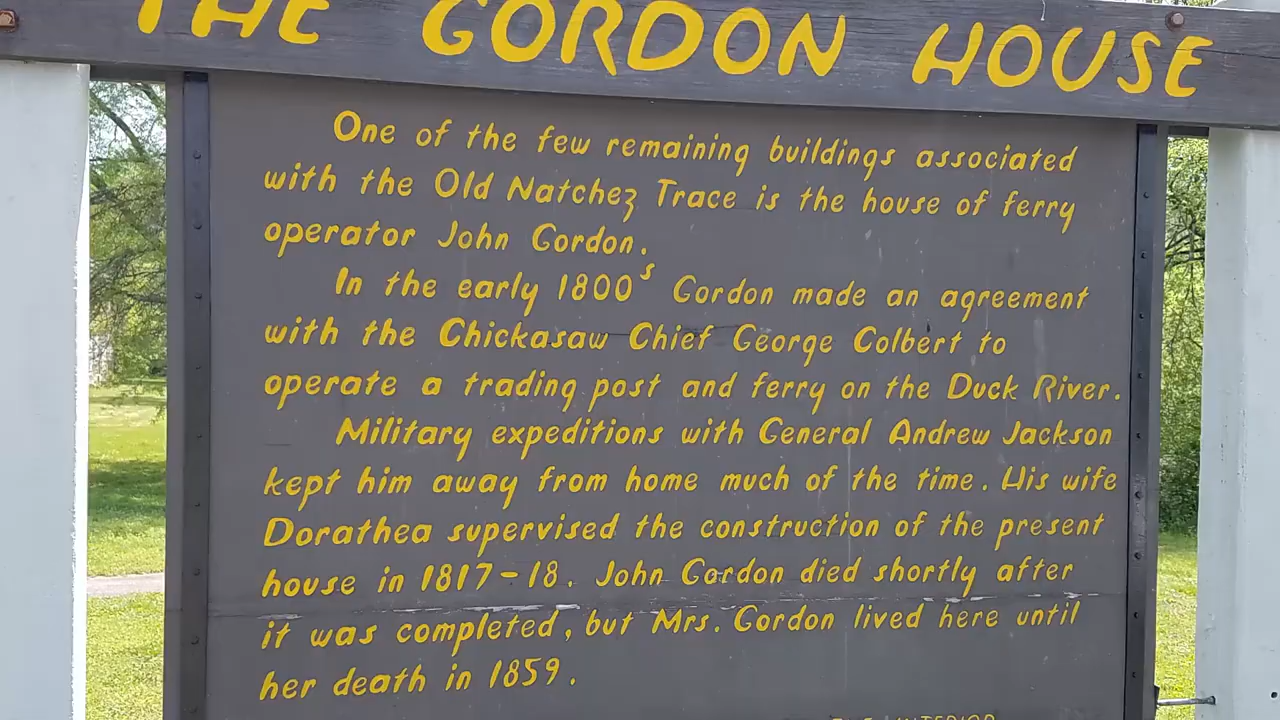 THE GORDON HOUSE
One of the few remaining buildings associated
with the Old Natchez Trace is the house of ferry
operator John Gordon.
In the early 1800s Gordon made an agreement
with the Chickasaw Chief George Colbert to
operate a trading post and ferry on the Duck River.
Military expeditions with General Andrew Jackson
kept him away from home much of the time. His wife
Dorathea supervised the construction of the present
house in 1817-18. John Gordon died shortly after
it was completed, but Mrs. Gordon lived here until
her death in 1859.
THE INTERIOR